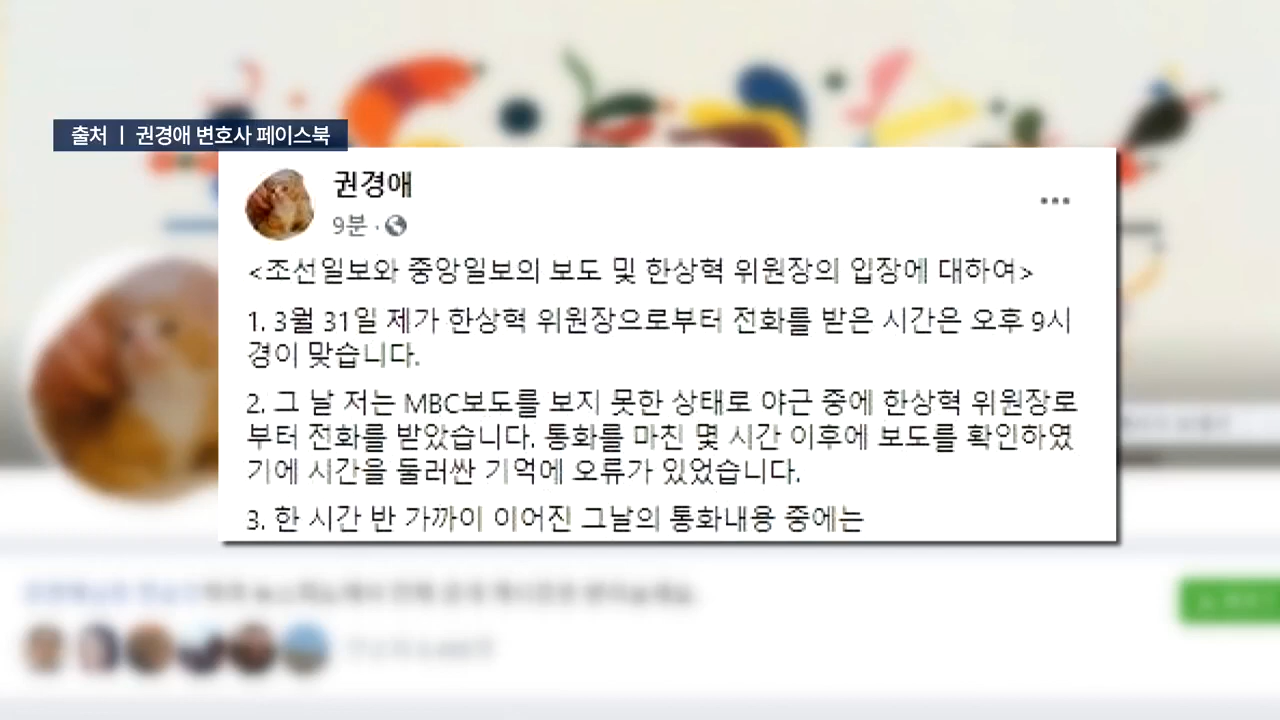 출처 ㅣ 권경애 변호사 페이스북
권경애
9분 ·
<조선일보와 중앙일보의 보도 및 한상혁 위원장의 입장에 대하여>
1. 3월 31일 제가 한상혁 위원장으로부터 전화를 받은 시간은 오후 9시
경이 맞습니다.
2. 그 날 저는 MBC보도를 보지 못한 상태로 야근 중에 한상혁 위원장로
부터 전화를 받았습니다. 통화를 마친 몇 시간 이후에 보도를 확인하였
기에 시간을 둘러싼 기억에 오류가 있었습니다.
3. 한 시간 반 가까이 이어진 그날의 통화내용 중에는